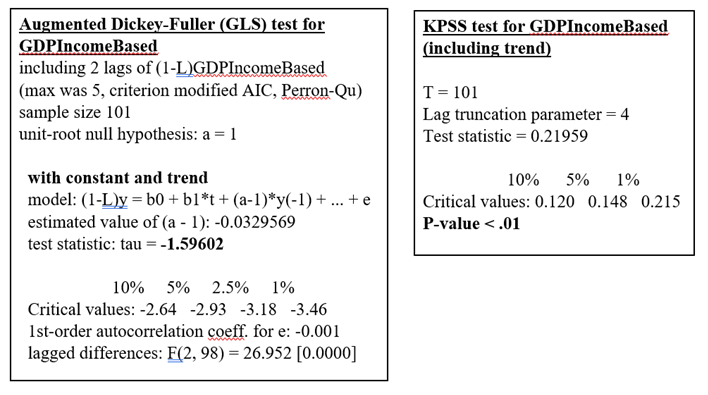 Augmented Dickey-Fuller (GLS) test for
GDPIncomeBased
including 2 lags of (1-L)GDPIncomeBased
(max was 5, criterion modified AIC, Perron-Qu)
sample size 101
unit-root null hypothesis: a = 1
with constant and trend
model: (1-L)y = b0 + b1*t + (a-1)*y(-1) + ... + e
estimated value of (a - 1): -0.0329569
test statistic: tau = -1.59602
10% 5% 2.5% 1%
Critical values: -2.64 -2.93 -3.18 -3.46
1st-order autocorrelation coeff. for e: -0.001
lagged differences: F(2, 98) = 26.952 [0.0000]
KPSS test for GDPIncomeBased
(including trend)
T = 101
Lag truncation parameter = 4
Test statistic = 0.21959
10% 5% 1%
Critical values: 0.120 0.148 0.215
P-value < .01